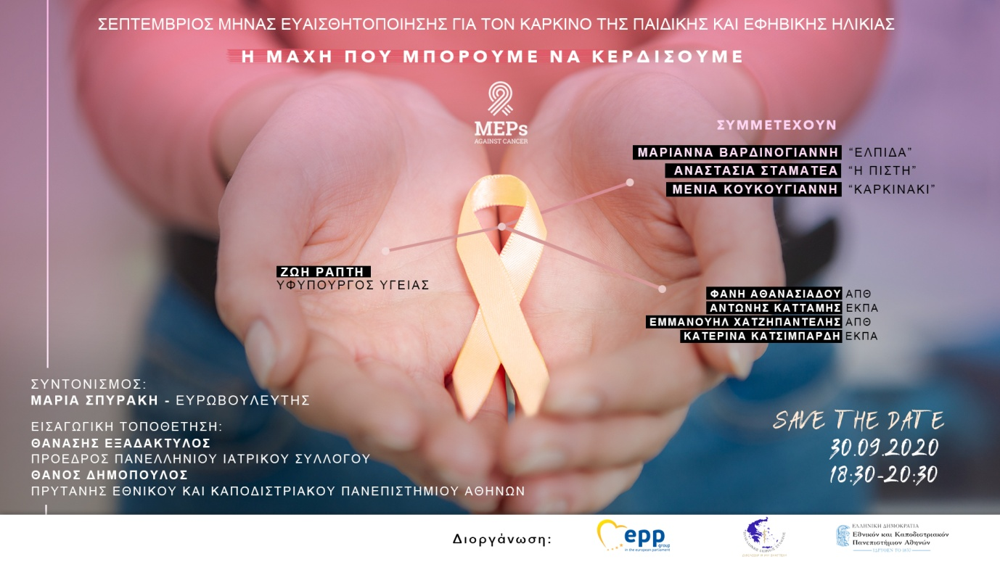 ΣΕΠΤΕΜΒΡΙΟΣ ΜΗΝΑΣ ΕΥΑΙΣΘΗΤΟΠΟΙΗΣΗΣ ΓΙΑ ΤΟΝ ΚΑΡΚΙΝΟ ΤΗΣ ΠΑΙΔΙΚΗΣ ΚΑΙ ΕΦΗΒΙΚΗΣ ΗΛΙΚΙΑΣ
Η ΜΑΧΗ ΠΟΥ ΜΠΟΡΟΥΜΕ ΝΑ ΚΕΡΔΙΣΟΥΜΕ
MEPs
AGAINST CANCER
ΣΥΜΜΕΤΕΧΟΥΝ
ΜΑΡΙΑΝΝΑ ΒΑΡΔΙΝΟΓΙΑΝΝΗ “ΕΛΠΙΔΑ”
ΑΝΑΣΤΑΣΙΑ ΣΤΑΜΑΤΕΑ “Η ΠΙΣΤΗ”
ΜΕΝΙΑ ΚΟΥΚΟΥΓΙΑΝΝΗ “ΚΑΡΚΙΝΑΚΙ”
ΖΩΗ ΡΑΠΤΗ
ΥΦΥΠΟΥΡΓΟΣ ΥΓΕΙΑΣ
ΦΑΝΗ ΑΘΑΝΑΣΙΑΔΟΥ ΑΠΘ
ΑΝΤΩΝΗΣ ΚΑΤΤΑΜΗΣ ΕΚΠΑ
ΕΜΜΑΝΟΥΗΛ ΧΑΤΖΗΠΑΝΤΕΛΗΣ ΑΠΘ
ΚΑΤΕΡΙΝΑ ΚΑΤΣΙΜΠΑΡΔΗ ΕΚΠΑ
ΣΥΝΤΟΝΙΣΜΟΣ:
ΜΑΡΙΑ ΣΠΥΡΑΚΗ - ΕΥΡΩΒΟΥΛΕΥΤΗΣ
ΕΙΣΑΓΩΓΙΚΗ ΤΟΠΟΘΕΤΗΣΗ:
ΘΑΝΑΣΗΣ ΕΞΑΔΑΚΤΥΛΟΣ
ΠΡΟΕΔΡΟΣ ΠΑΝΕΛΛΗΝΙΟΥ ΙΑΤΡΙΚΟΥ ΣΥΛΛΟΓΟΥ
ΘΑΝΟΣ ΔΗΜΟΠΟΥΛΟΣ
ΠΡΥΤΑΝΗΣ ΕΘΝΙΚΟΥ ΚΑΙ ΚΑΠΟΔΙΣΤΡΙΑΚΟΥ ΠΑΝΕΠΙΣΤΗΜΙΟΥ ΑΘΗΝΩΝ
SAVE THE DATE
30.09.2020
18:30-20:30
Διοργάνωση:
epp
group
in the european parliament
ΕΛΛΗΝΙΚΗ ΔΗΜΟΚΡΑΤΙΑ
Εθνικόν και Καποδιστριακόν
Πανεπιστήμιον Αθηνών
ΙΔΡΥΘΕΝ ΤΟ 1837